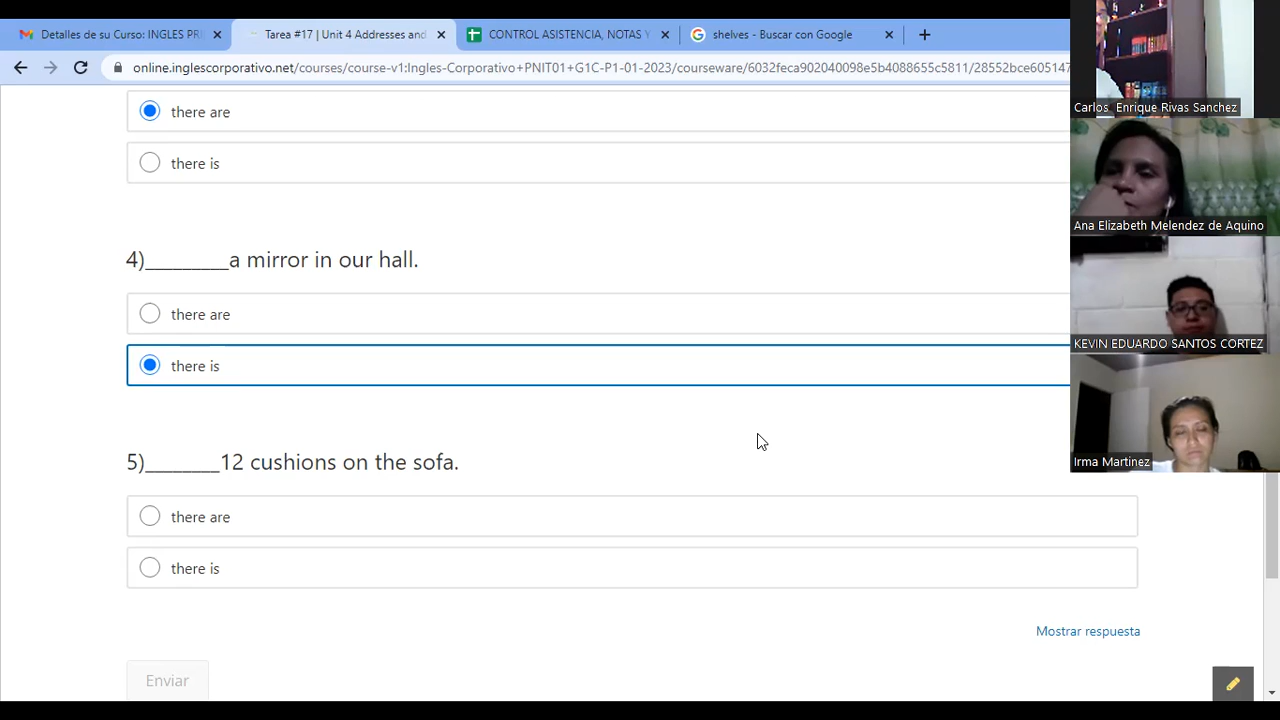 Detalles de su Curso: INGLES PRI
Tarea #17 | Unit 4 Addresses and
CONTROL ASISTENCIA, NOTAS Y
shelves - Buscar con Google
online.inglescorporativo.net/courses/course-v1:Ingles-Corporativo+PNIT01+G1C-P1-01-2023/courseware/6032feca902040098e5b4088655c5811/28552bce605147
Carlos Enrique Rivas Sanchez
there are
there is
Ana Elizabeth Melendez de Aquino
4)_________a mirror in our hall.
there are
KEVIN EDUARDO SANTOS CORTEZ
there is
Irma Martinez
5)________12 cushions on the sofa.
there are
there is
Mostrar respuesta
Enviar